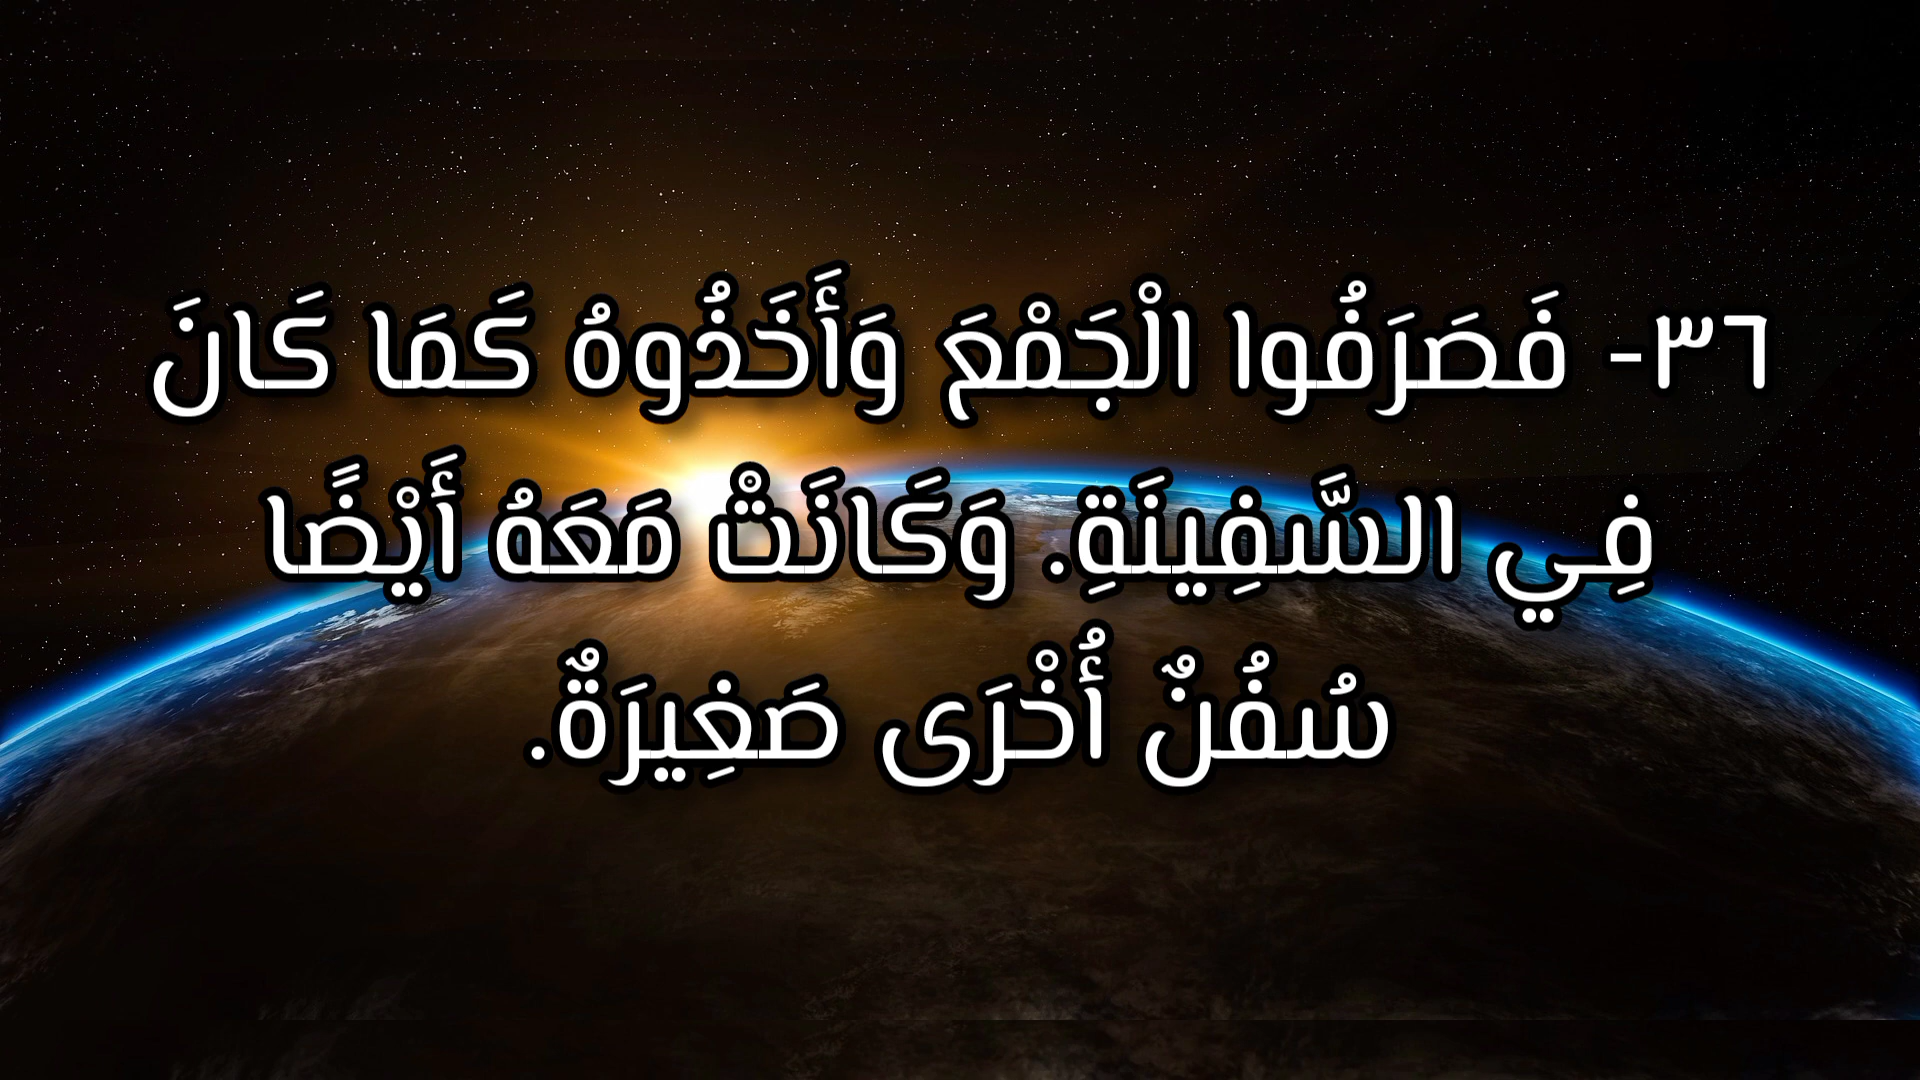 ٣٦- فَصَرَفُوا الْجَمْعَ وَأَخَذُوهُ كَمَا كَانَ
فِي السَّفِينَةِ. وَكَانَتْ مَعَهُ أَيْضًا
سُفُنٌ أُخْرَى صَغِيرَةٌ.